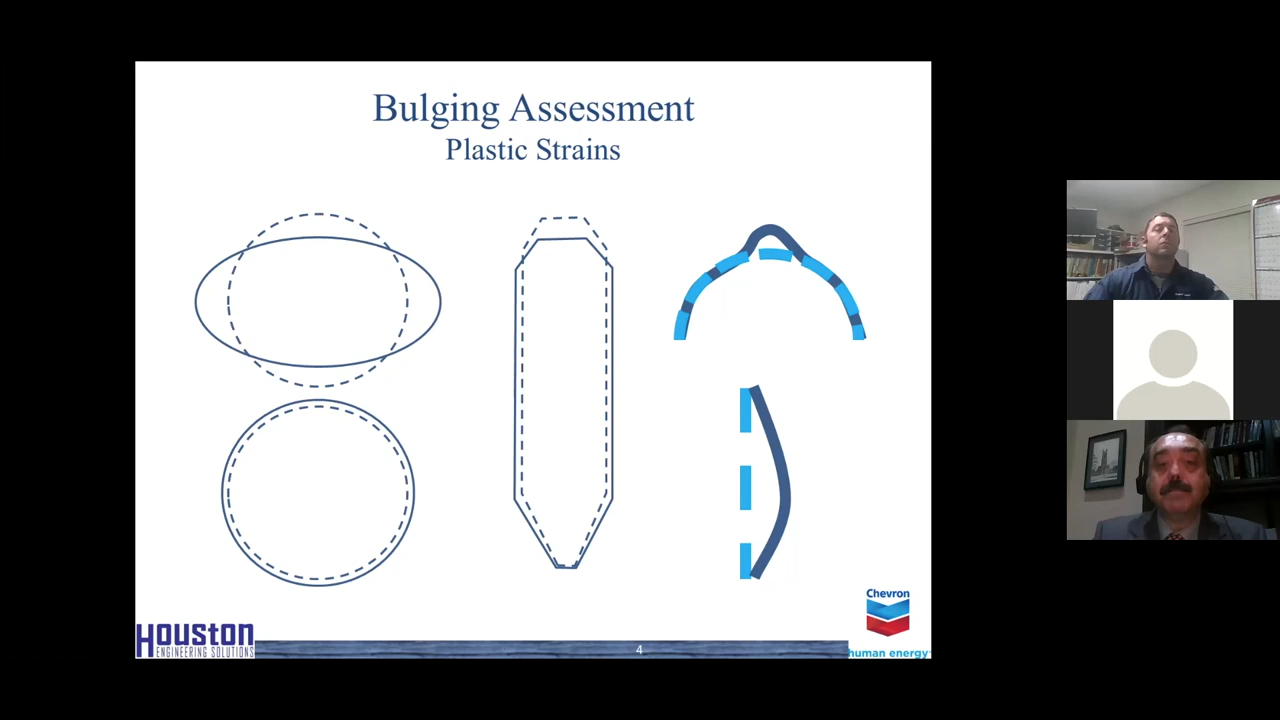 Bulging Assessment
Plastic Strains
Chevron
Houston
ENGINEERING SOLUTIONS
4
human energy